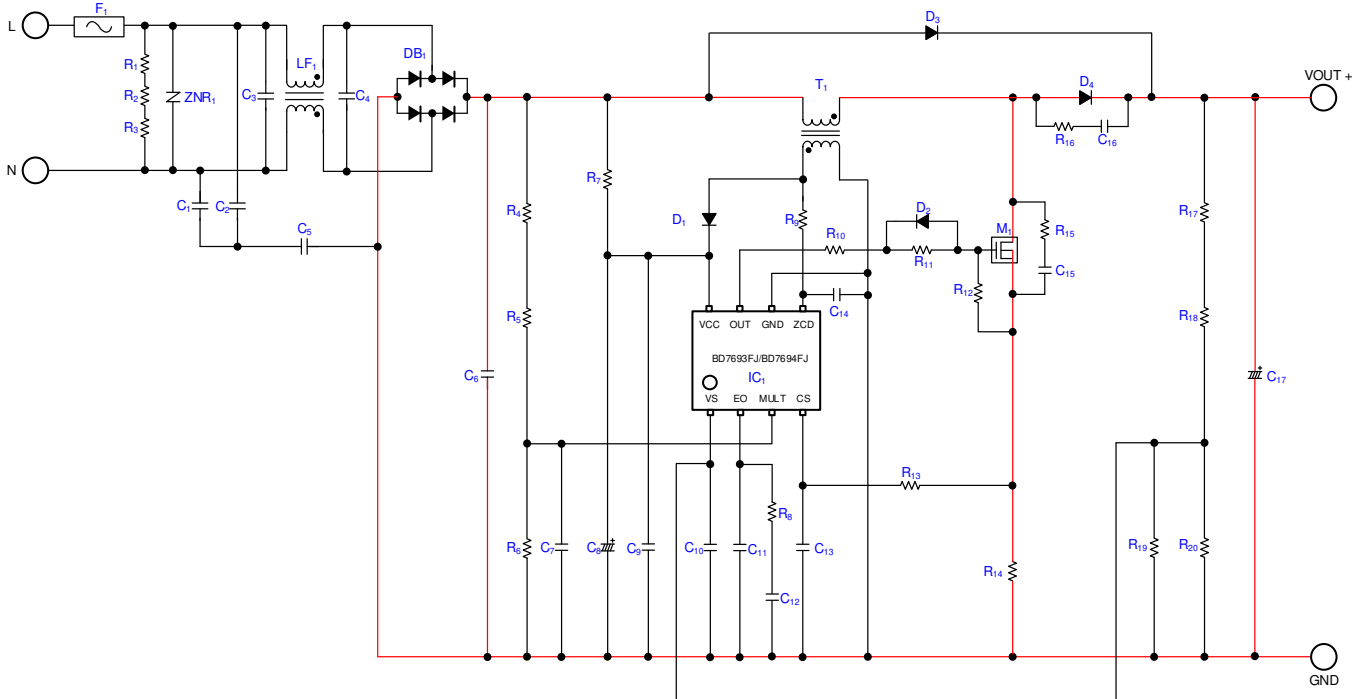 F₁
L
R₁
R₂
R₃
ZNR₁
C₃
LF₁
C₄
DB₁
N
C₁
C₂
C₅
D₃
T₁
D₄
R₁₆
C₁₆
VOUT +
R₇
R₄
D₁
R₉
D₂
R₁₀
R₁₁
M₁
R₁₅
C₁₅
R₁₂
R₁₇
R₅
C₁₄
R₁₈
VCC OUT GND ZCD
BD7693FJ/BD7694FJ
IC₁
VS EO MULT CS
C₆
C₁₇
R₁₃
R₈
R₆
C₇
C₈
C₉
C₁₀
C₁₁
C₁₃
C₁₂
R₁₄
R₁₉
R₂₀
+
+
GND